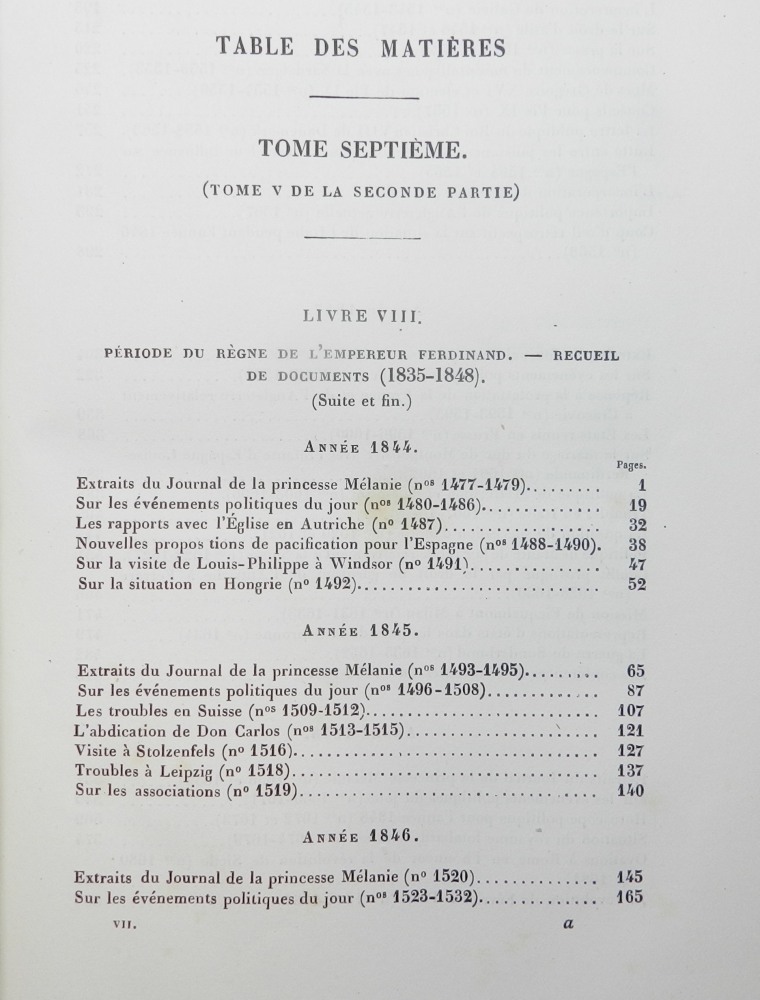 TABLE DES MATIÈRES
TOME SEPTIÈME.
(TOME V DE LA SECONDE PARTIE)
LIVRE VIII.
PÉRIODE DU RÈGNE DE L'EMPEREUR FERDINAND. — RECUEIL
DE DOCUMENTS (1835-1848).
(Suite et fin.)
ANNÉE 1844.
Pages.
Extraits du Journal de la princesse Mélanie (nos 1477-1479)......... 1
Sur les événements politiques du jour (nos 1480-1486).............. 19
Les rapports avec l'Église en Autriche (no 1487).................. 32
Nouvelles propos tions de pacification pour l'Espagne (nos 1488-1490). 38
Sur la visite de Louis-Philippe à Windsor (no 1491)............... 47
Sur la situation en Hongrie (no 1492)............................ 52
ANNÉE 1845.
Extraits du Journal de la princesse Mélanie (nos 1493-1495)......... 65
Sur les événements politiques du jour (nos 1496-1508)............. 87
Les troubles en Suisse (nos 1509-1512)........................... 107
L'abdication de Don Carlos (nos 1513-1515)....................... 121
Visite à Stolzenfels (no 1516)................................... 127
Troubles à Leipzig (no 1518)..................................... 137
Sur les associations (no 1519)................................... 140
ANNÉE 1846.
Extraits du Journal de la princesse Mélanie (no 1520).............. 145
Sur les événements politiques du jour (nos 1523-1532).............. 165
VII. a